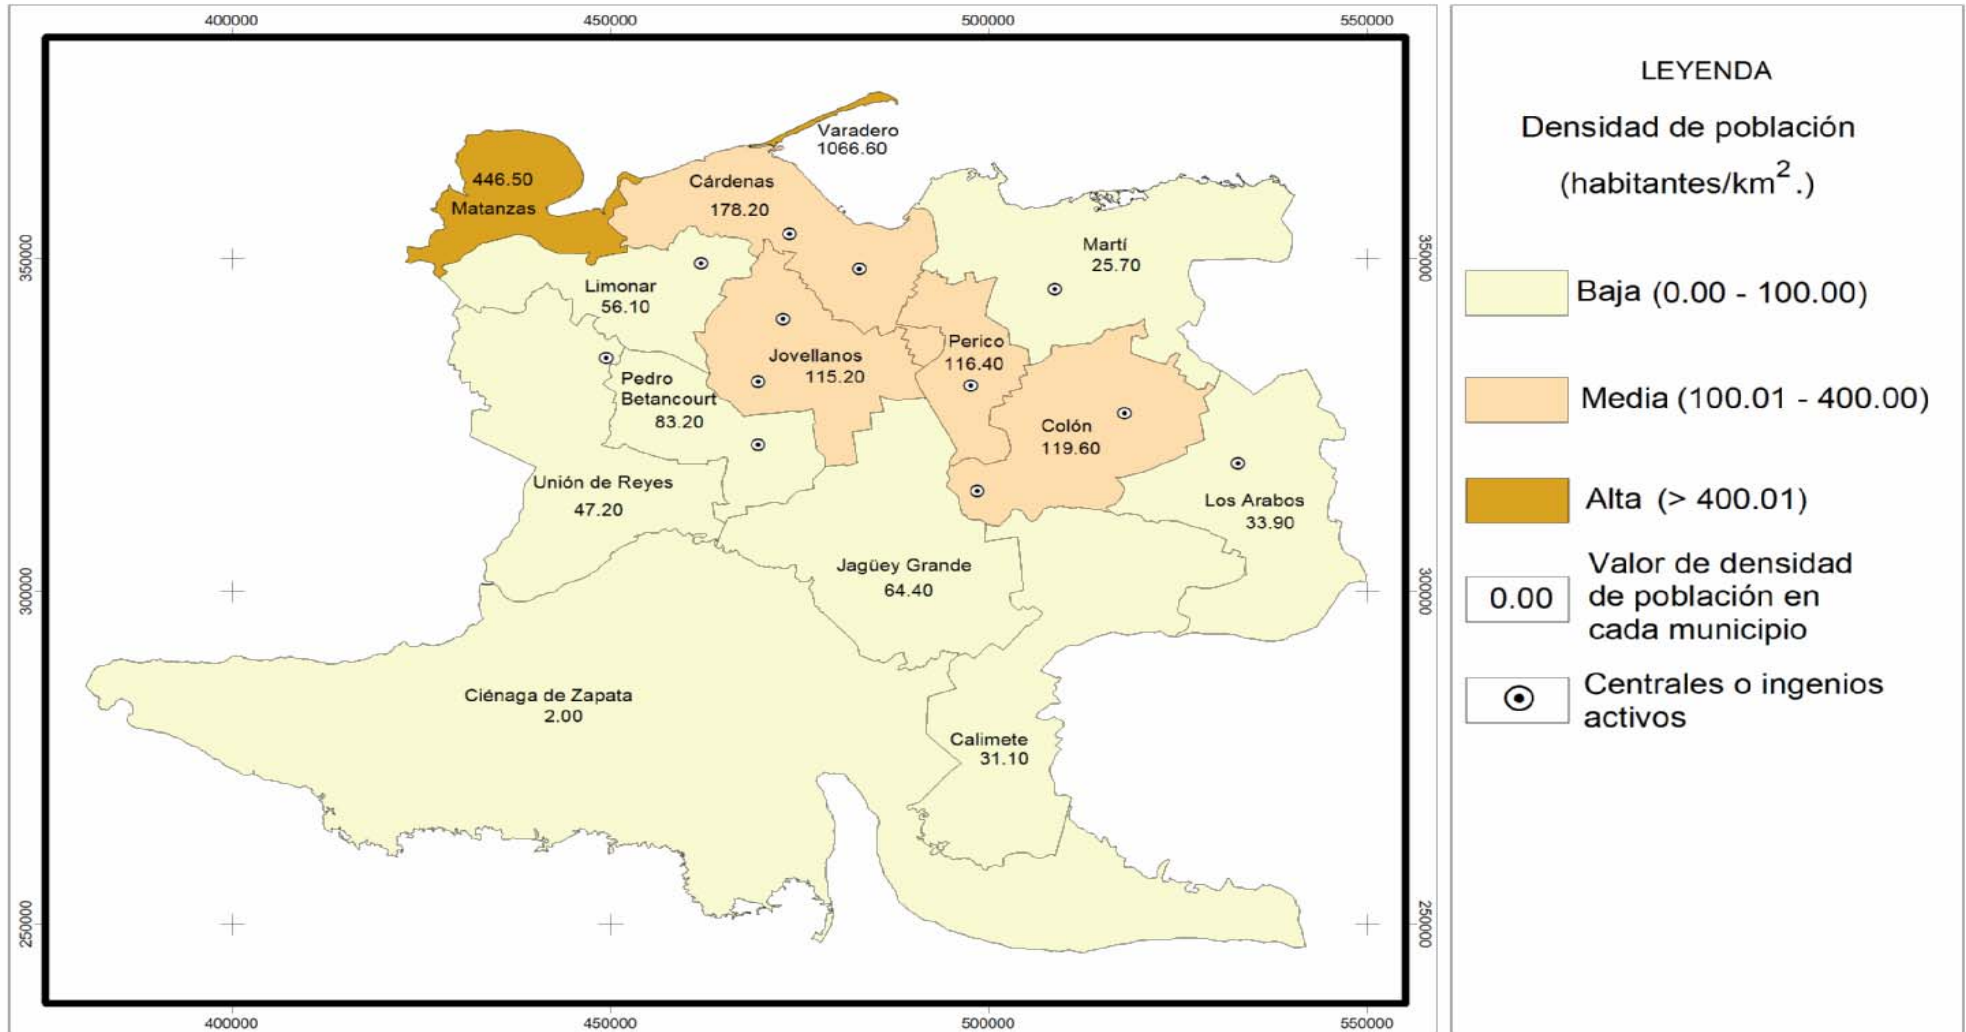 400000
450000
500000
550000
350000
300000
250000
350000
300000
250000
Varadero
1066.60
446.50
Matanzas
Cárdenas
178.20
Martí
25.70
Limonar
56.10
Jovellanos
115.20
Perico
116.40
Pedro
Betancourt
83.20
Colón
119.60
Unión de Reyes
47.20
Los Arabos
33.90
Jagüey Grande
64.40
Ciénaga de Zapata
2.00
Calimete
31.10
400000
450000
500000
550000
LEYENDA
Densidad de población
(habitantes/km².)
Baja (0.00 - 100.00)
Media (100.01 - 400.00)
Alta (> 400.01)
0.00
Valor de densidad
de población en
cada municipio
Centrales o ingenios
activos